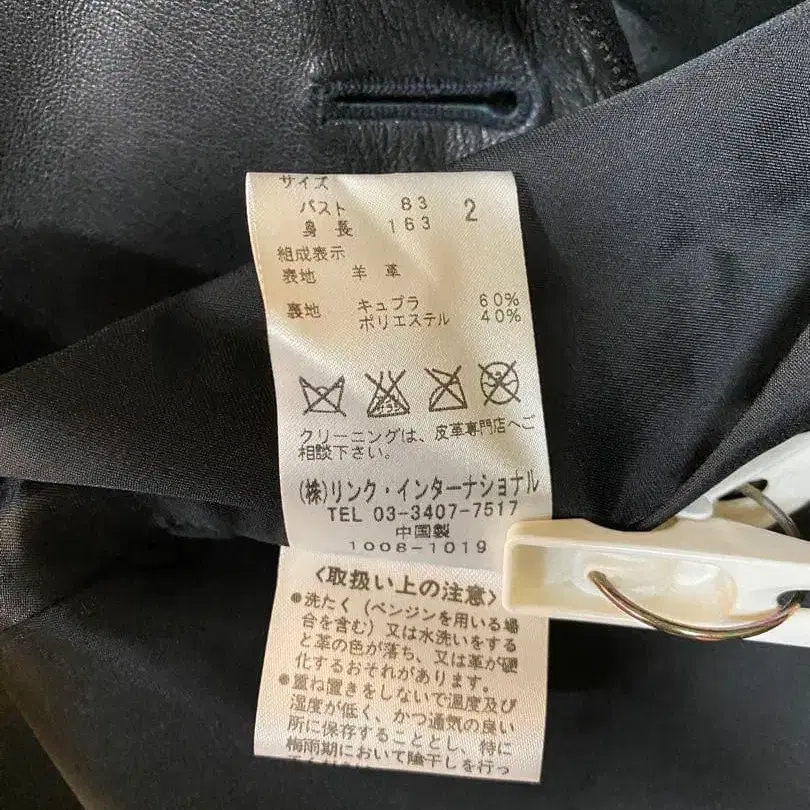 サイズ
バスト 83 2
身長 163
組成表示
表地 羊革
裏地 キュプラ 60%
ポリエステル 40%
クリーニングは、皮革専門店へご
相談下さい。
(株)リンク・インターナショナル
TEL 03-3407-7517
中国製
1008-1019
〈取扱い上の注意〉
●洗たく(ベンジンを用いる場
合を含む)又は水洗いをする
と革の色が落ち、又は革が硬
化するおそれがあります。
●重ね置きをしないで温度及び
湿度が低く、かつ通気の良い
所に保存することとし、特に
梅雨期において陰干しを行っ